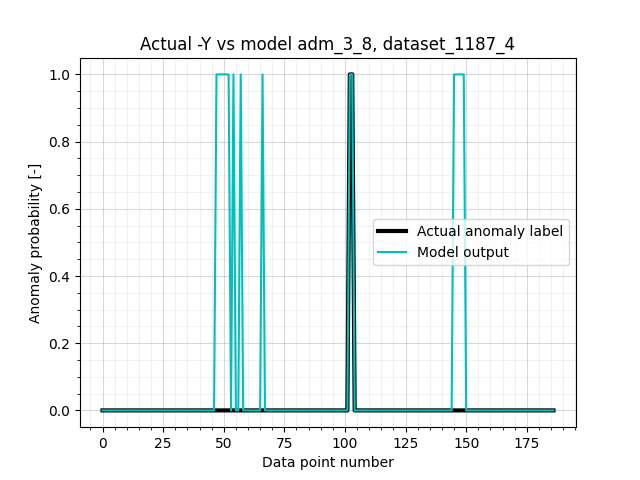 Actual -Y vs model adm_3_8, dataset_1187_4
Anomaly probability [-]
1.0
0.8
0.6
0.4
0.2
0.0
Actual anomaly label
Model output
0 25 50 75 100 125 150 175
Data point number